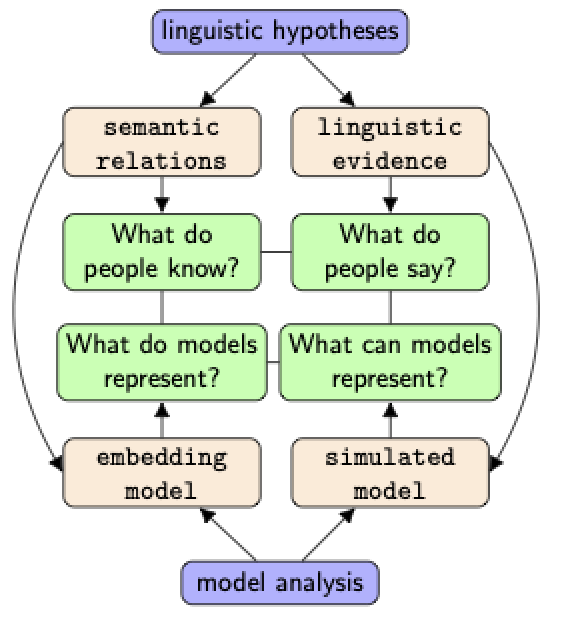 linguistic hypotheses
semantic
relations
linguistic
evidence
What do
people know?
What do
people say?
What do models
represent?
What can models
represent?
embedding
model
simulated
model
model analysis